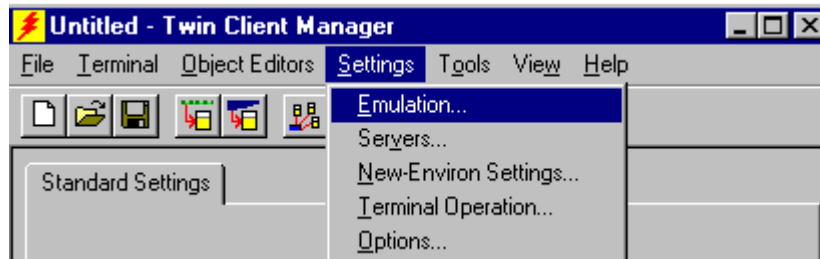 Untitled - Twin Client Manager
File Terminal Object Editors Settings Tools View Help
Emulation...
Servers...
Standard Settings
New-Environ Settings...
Terminal Operation...
Options...